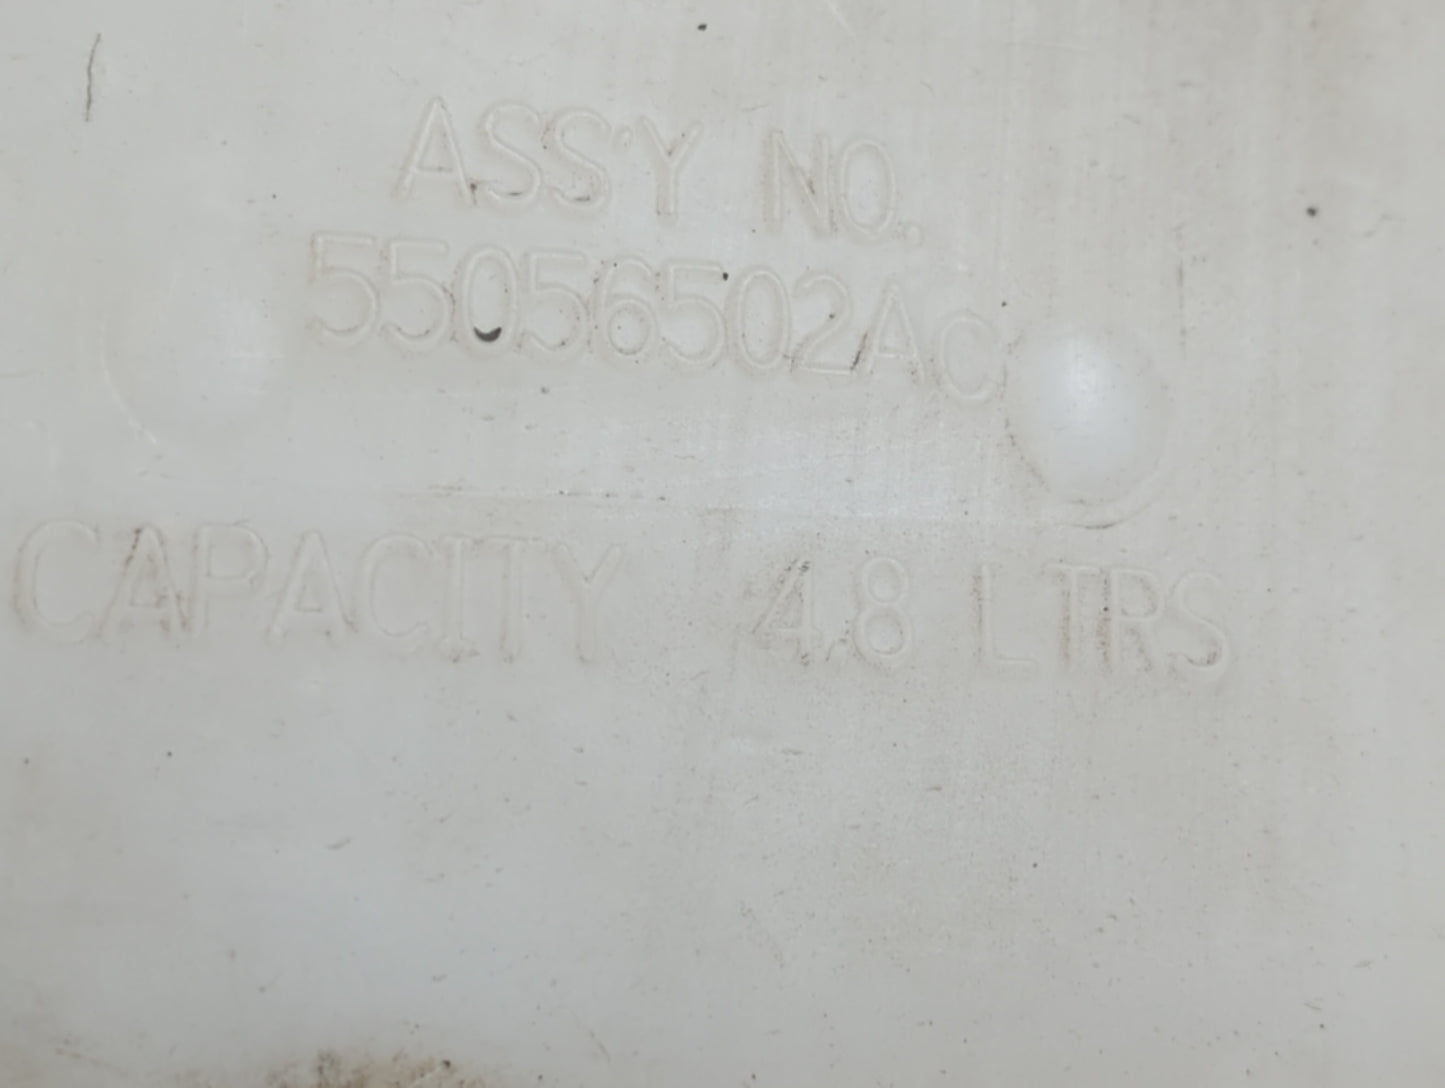 ASS'Y NO.
55056502AC
CAPACITY 4.8 LTRS